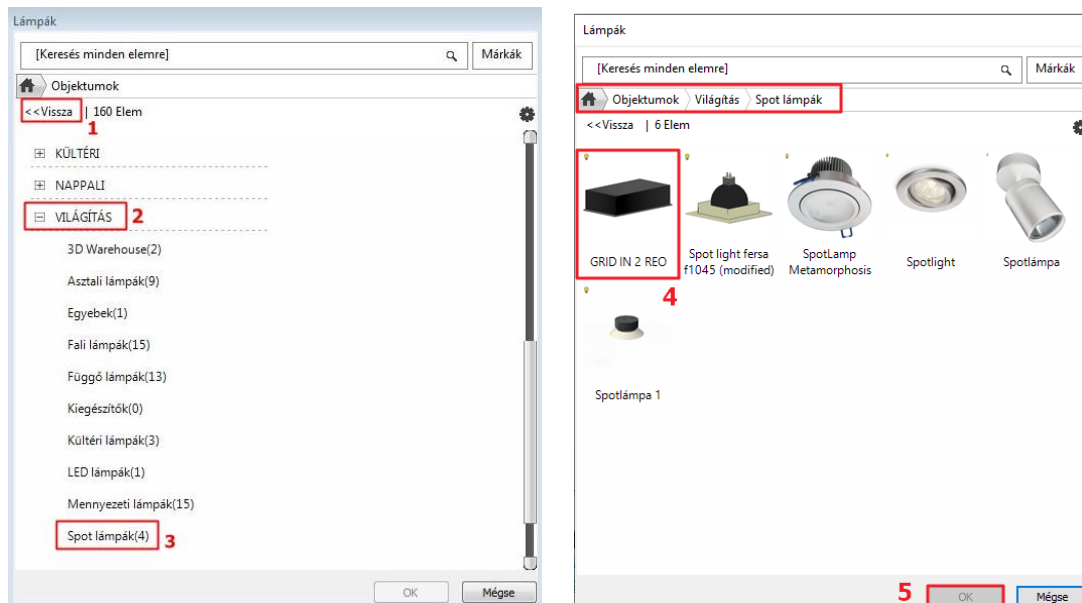 Lámpák
[Keresés minden elemre]
Márkák
Objektumok
<<Vissza | 160 Elem
1
KÜLTÉRI
NAPPALI
VILÁGÍTÁS 2
3D Warehouse(2)
Asztali lámpák(9)
Egyebek(1)
Fali lámpák(15)
Függő lámpák(13)
Kiegészítők(0)
Kültéri lámpák(3)
LED lámpák(1)
Mennyezeti lámpák(15)
Spot lámpák(4) 3
OK Mégse
Lámpák
[Keresés minden elemre]
Márkák
Objektumok Világítás Spot lámpák
<<Vissza | 6 Elem
GRID IN 2 REO
Spot light fersa
f1045 (modified)
SpotLamp
Metamorphosis
Spotlight
Spotlámpa
4
Spotlámpa 1
5 OK Mégse